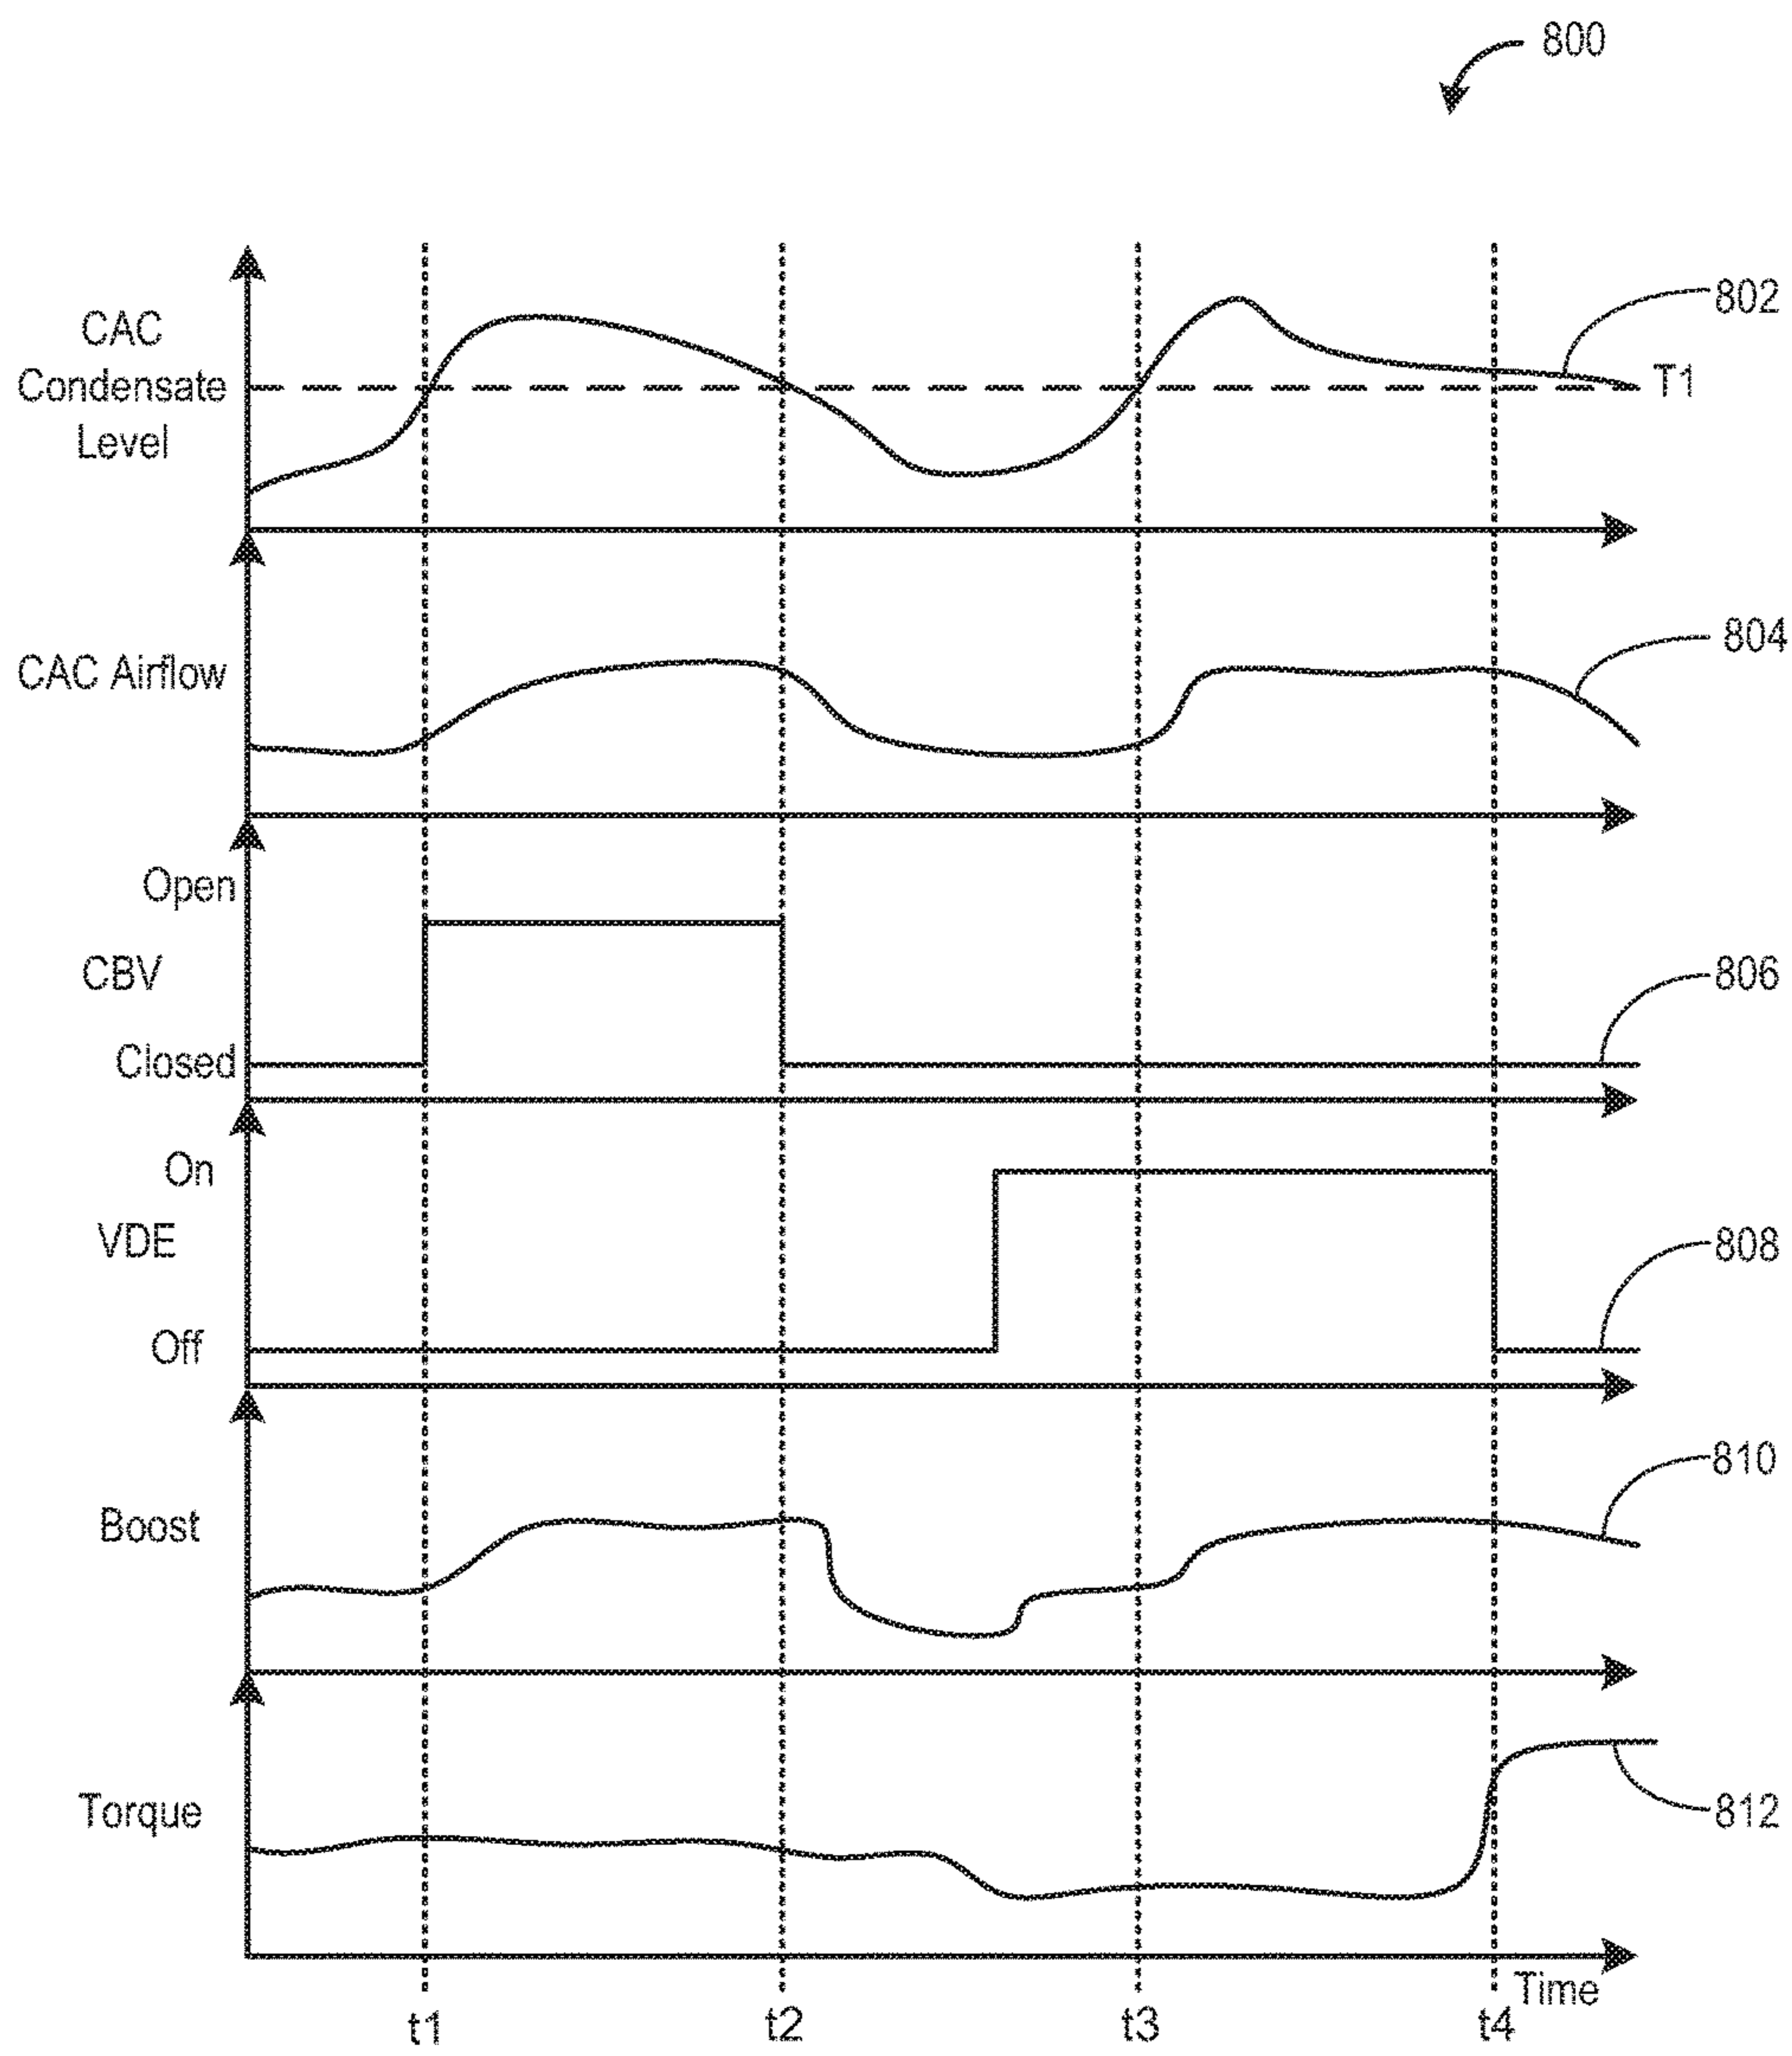 800
CAC
Condensate
Level
802
T1
CAC Airflow
804
Open
CBV
Closed
806
On
VDE
Off
808
Boost
810
Torque
812
Time
t1
t2
t3
t4